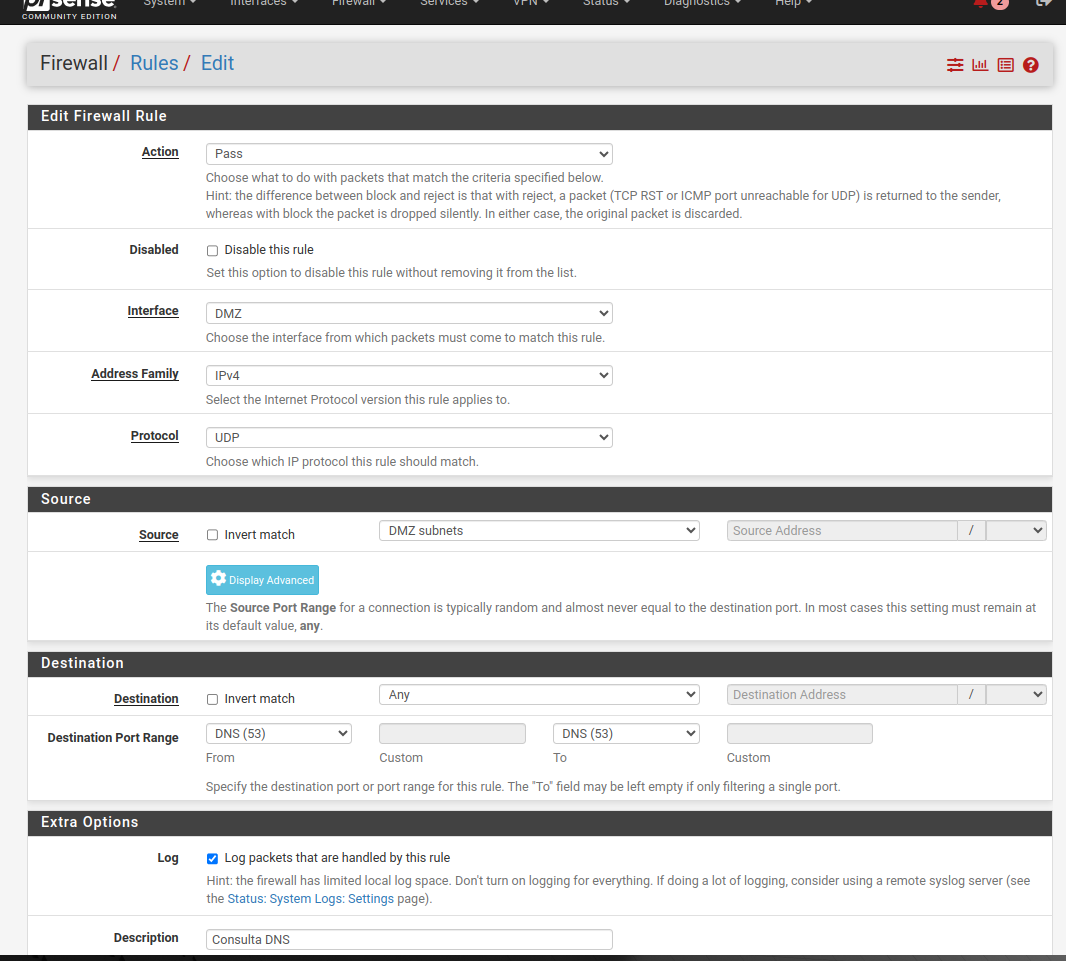 pfsense
System Interfaces Firewall Services VPN Status Diagnostics Help 2
COMMUNITY EDITION
Firewall / Rules / Edit
Edit Firewall Rule
Action
Pass
Choose what to do with packets that match the criteria specified below.
Hint: the difference between block and reject is that with reject, a packet (TCP RST or ICMP port unreachable for UDP) is returned to the sender,
whereas with block the packet is dropped silently. In either case, the original packet is discarded.
Disabled
Disable this rule
Set this option to disable this rule without removing it from the list.
Interface
DMZ
Choose the interface from which packets must come to match this rule.
Address Family
IPv4
Select the Internet Protocol version this rule applies to.
Protocol
UDP
Choose which IP protocol this rule should match.
Source
Source Invert match DMZ subnets Source Address /
Display Advanced
The Source Port Range for a connection is typically random and almost never equal to the destination port. In most cases this setting must remain at
its default value, any.
Destination
Destination Invert match Any Destination Address /
Destination Port Range DNS (53) DNS (53)
From Custom To Custom
Specify the destination port or port range for this rule. The "To" field may be left empty if only filtering a single port.
Extra Options
Log
Log packets that are handled by this rule
Hint: the firewall has limited local log space. Don't turn on logging for everything. If doing a lot of logging, consider using a remote syslog server (see
the Status: System Logs: Settings page).
Description
Consulta DNS